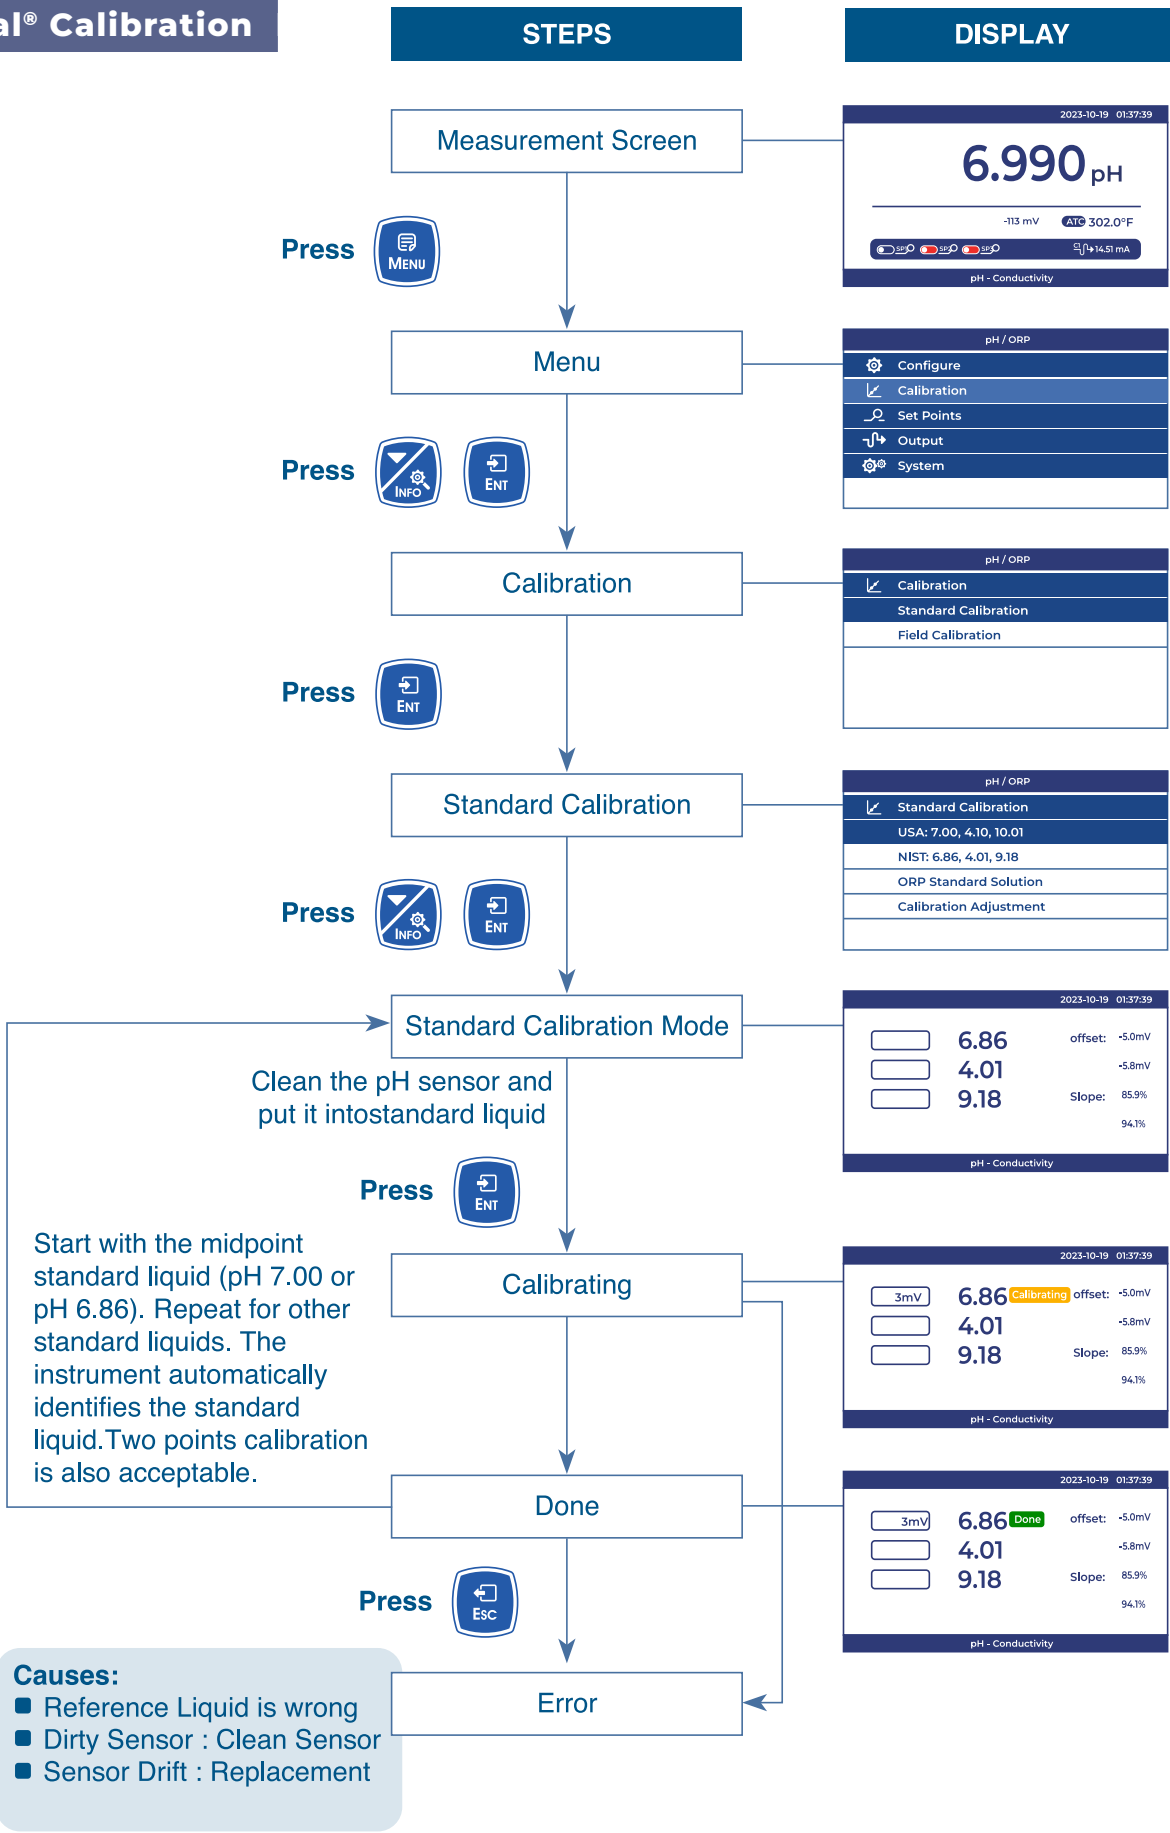 al® Calibration
STEPS
DISPLAY
Measurement Screen
2023-10-19 01:37:39
6.990 pH
-113 mV ATC 302.0°F
SP1 SP2 SP3 14.51 mA
pH - Conductivity
Press
MENU
Menu
pH / ORP
Configure
Calibration
Set Points
Output
System
Press
INFO
ENT
Calibration
pH / ORP
Calibration
Standard Calibration
Field Calibration
Press
ENT
Standard Calibration
pH / ORP
Standard Calibration
USA: 7.00, 4.10, 10.01
NIST: 6.86, 4.01, 9.18
ORP Standard Solution
Calibration Adjustment
Press
INFO
ENT
Standard Calibration Mode
2023-10-19 01:37:39
6.86 offset: -5.0mV
4.01 -5.8mV
9.18 Slope: 85.9%
94.1%
pH - Conductivity
Clean the pH sensor and
put it intostandard liquid
Press
ENT
Start with the midpoint
standard liquid (pH 7.00 or
pH 6.86). Repeat for other
standard liquids. The
instrument automatically
identifies the standard
liquid.Two points calibration
is also acceptable.
Calibrating
2023-10-19 01:37:39
3mV 6.86 Calibrating offset: -5.0mV
4.01 -5.8mV
9.18 Slope: 85.9%
94.1%
pH - Conductivity
Done
2023-10-19 01:37:39
3mV 6.86 Done offset: -5.0mV
4.01 -5.8mV
9.18 Slope: 85.9%
94.1%
pH - Conductivity
Press
ESC
Error
Causes:
Reference Liquid is wrong
Dirty Sensor : Clean Sensor
Sensor Drift : Replacement